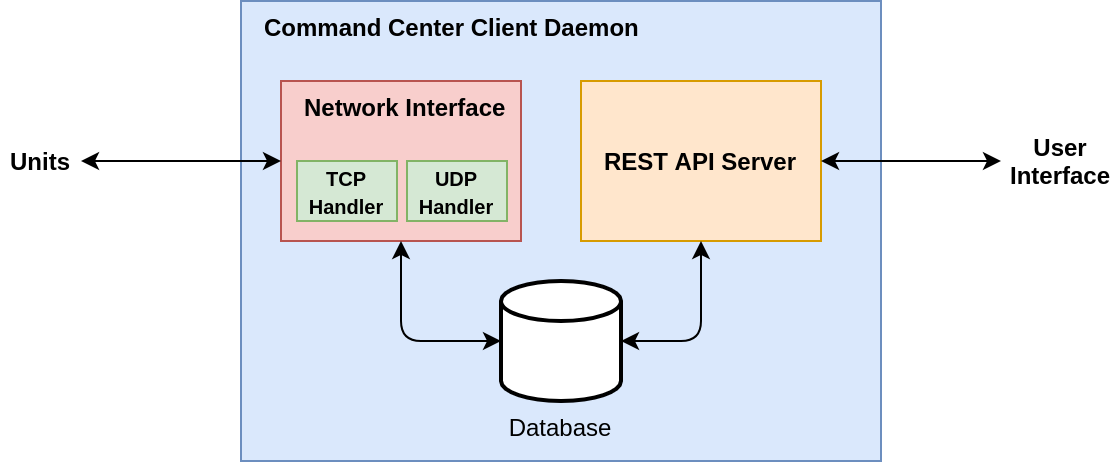 Command Center Client Daemon
Network Interface
TCP
Handler
UDP
Handler
REST API Server
Units
User
Interface
Database